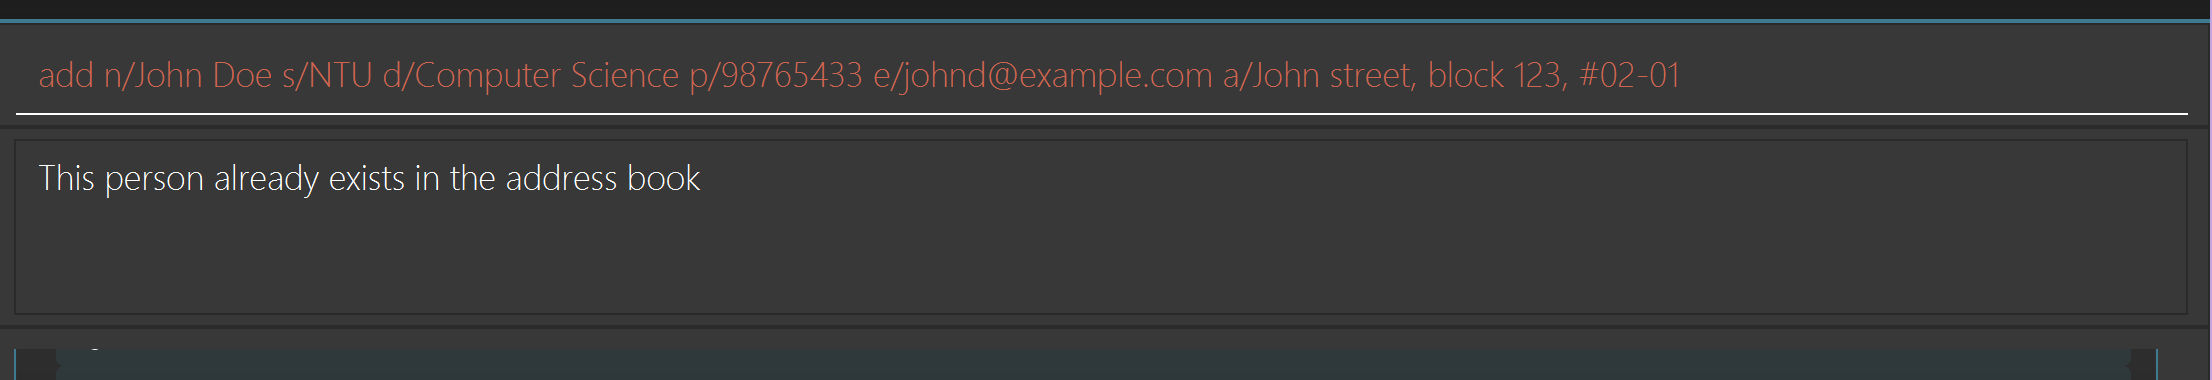 add n/John Doe s/NTU d/Computer Science p/98765433 e/johnd@example.com a/John street, block 123, #02-01
This person already exists in the address book